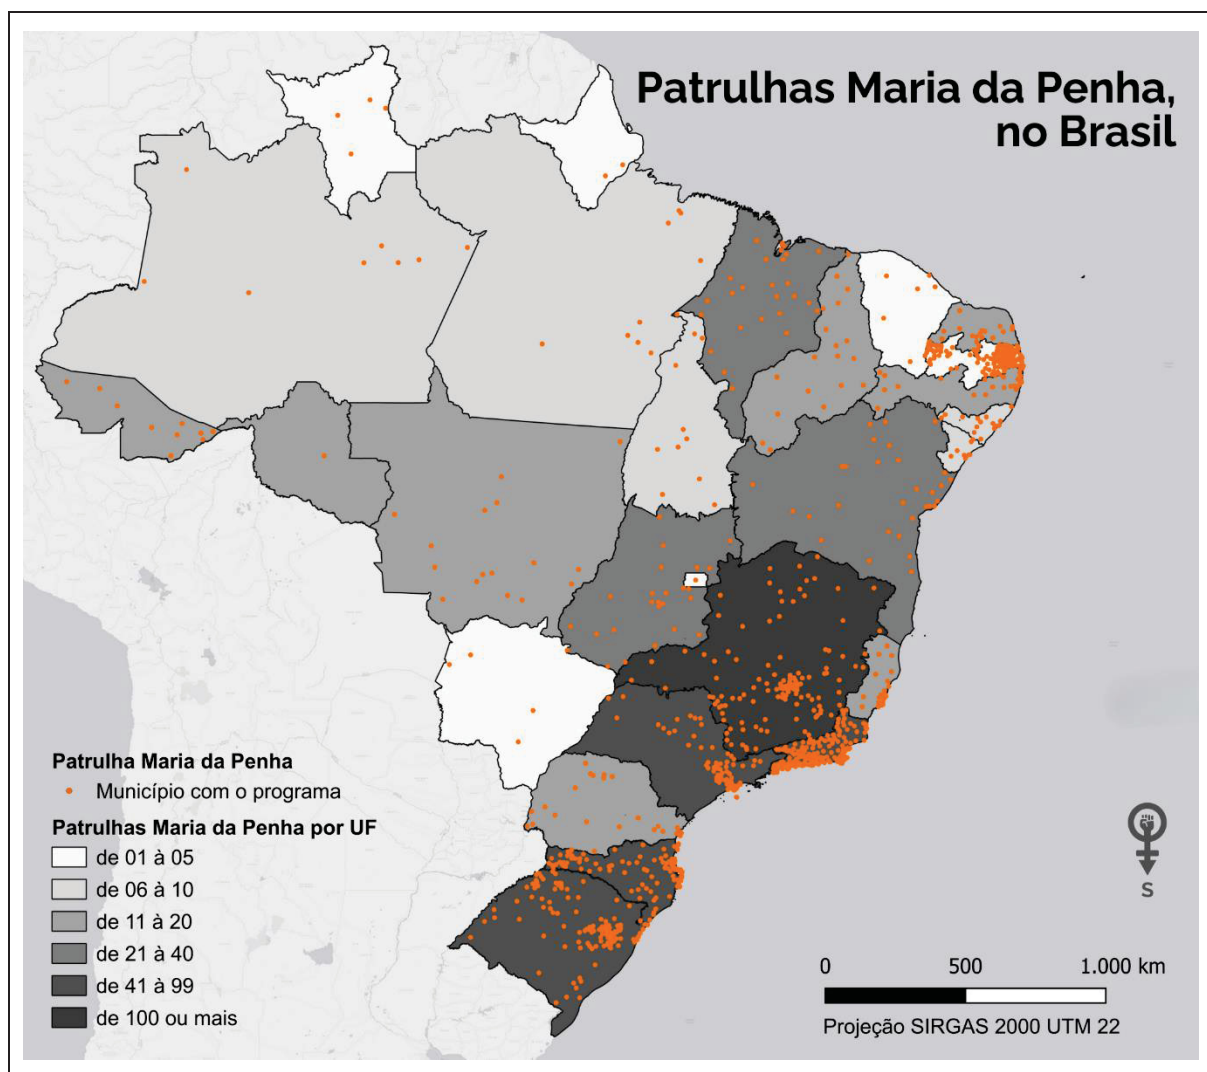 Patrulhas Maria da Penha,
no Brasil
Patrulha Maria da Penha
Município com o programa
Patrulhas Maria da Penha por UF
de 01 à 05
de 06 à 10
de 11 à 20
de 21 à 40
de 41 à 99
de 100 ou mais
S
0 500 1.000 km
Projeção SIRGAS 2000 UTM 22